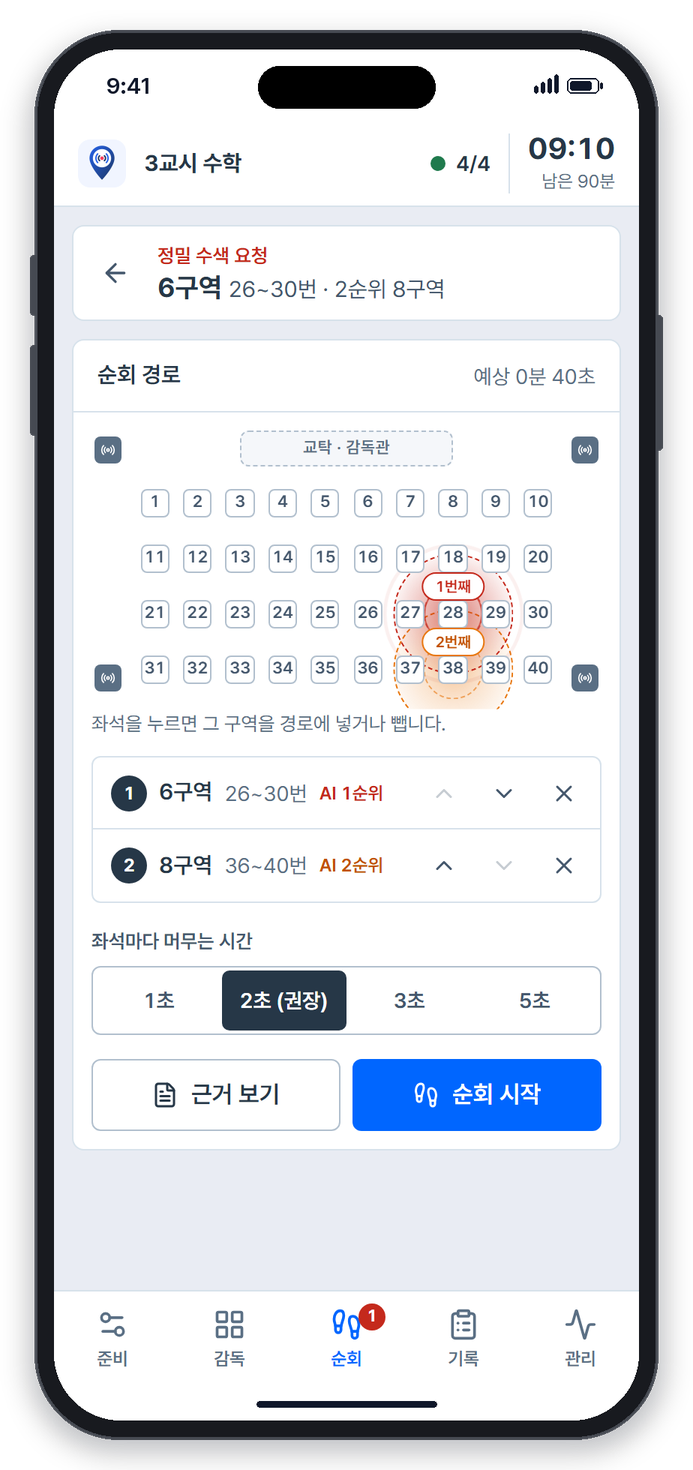 9:41
3교시 수학
4/4
09:10
남은 90분
정밀 수색 요청
6구역 26~30번 · 2순위 8구역
순회 경로
예상 0분 40초
교탁 · 감독관
1 2 3 4 5 6 7 8 9 10
11 12 13 14 15 16 17 18 19 20
1번째
21 22 23 24 25 26 27 28 29 30
2번째
31 32 33 34 35 36 37 38 39 40
좌석을 누르면 그 구역을 경로에 넣거나 뺍니다.
1 6구역 26~30번 AI 1순위
2 8구역 36~40번 AI 2순위
좌석마다 머무는 시간
1초 2초 (권장) 3초 5초
근거 보기 순회 시작
1
준비 감독 순회 기록 관리